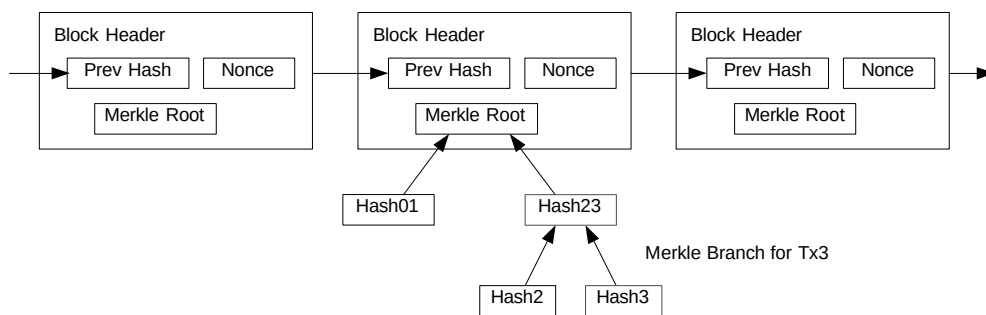 Block Header
Block Header
Block Header
Prev Hash
Nonce
Prev Hash
Nonce
Prev Hash
Nonce
Merkle Root
Merkle Root
Merkle Root
Hash01
Hash23
Merkle Branch for Tx3
Hash2
Hash3